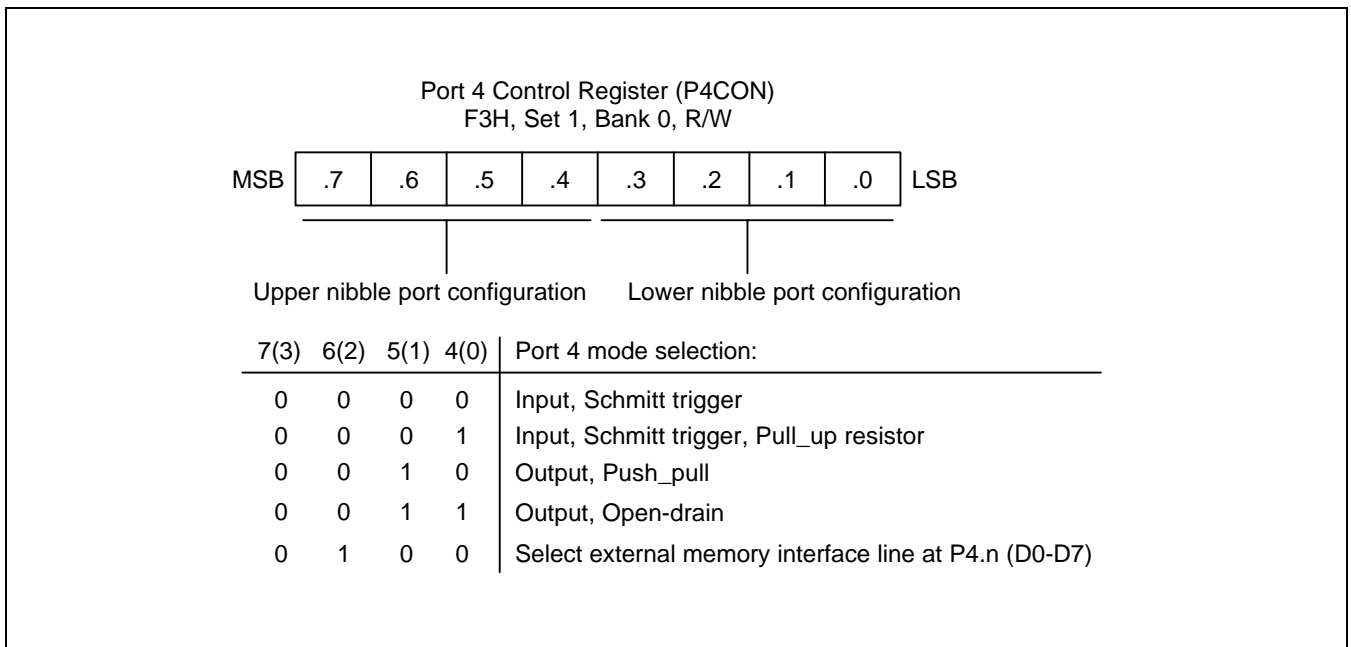 Port 4 Control Register (P4CON)
F3H, Set 1, Bank 0, R/W
MSB .7 .6 .5 .4 .3 .2 .1 .0 LSB
Upper nibble port configuration Lower nibble port configuration
7(3) 6(2) 5(1) 4(0) Port 4 mode selection:
0 0 0 0 Input, Schmitt trigger
0 0 0 1 Input, Schmitt trigger, Pull_up resistor
0 0 1 0 Output, Push_pull
0 0 1 1 Output, Open-drain
0 1 0 0 Select external memory interface line at P4.n (D0-D7)